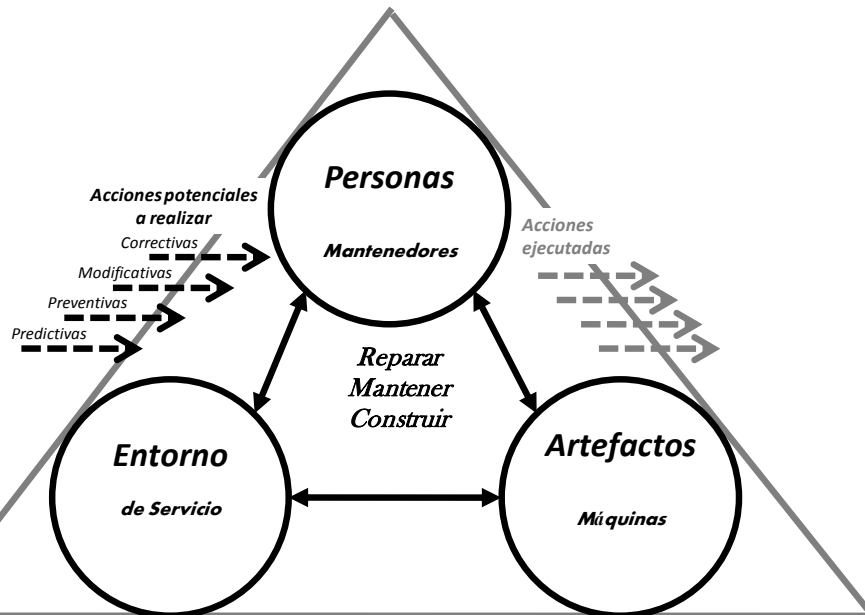 Personas
Mantenedores
Acciones potenciales
a realizar
Correctivas
Modificativas
Preventivas
Predictivas
Acciones
ejecutadas
Reparar
Mantener
Construir
Entorno
de Servicio
Artefactos
Máquinas